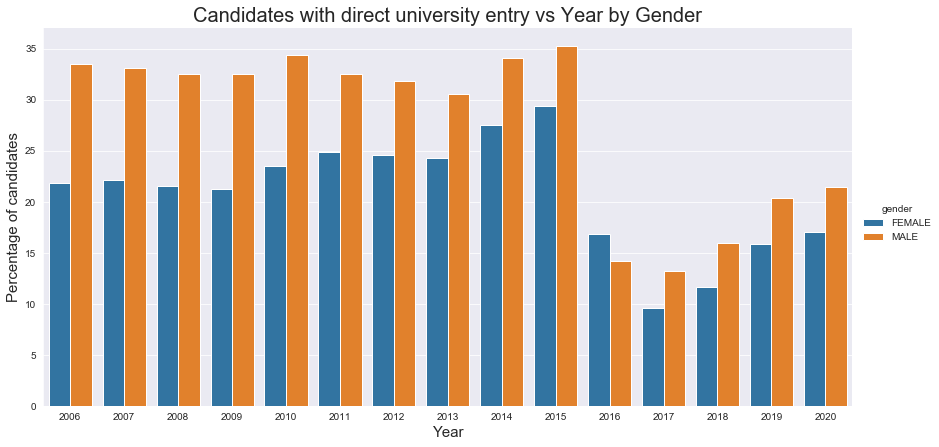 Candidates with direct university entry vs Year by Gender
Percentage of candidates
35
30
25
20
15
10
5
0
2006 2007 2008 2009 2010 2011 2012 2013 2014 2015 2016 2017 2018 2019 2020
Year
gender
FEMALE
MALE